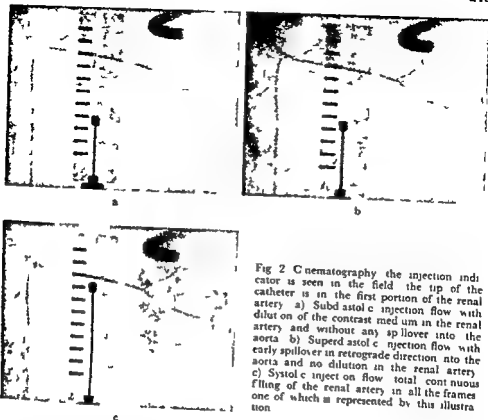 a
b
c
Fig 2 C nematography the injection indi
cator is seen in the field the tip of the
catheter is in the first portion of the renal
artery a) Subd astol c injection flow with
dilut on of the contrast med um in the renal
artery and without any sp llover into the
aorta b) Superd astol c injection flow with
early spillover in retrograde direction into the
aorta and no dilution in the renal artery
c) Systol c inject on flow total cont nuous
f lling of the renal artery in all the frames
one of which is represented by this illustra
tion